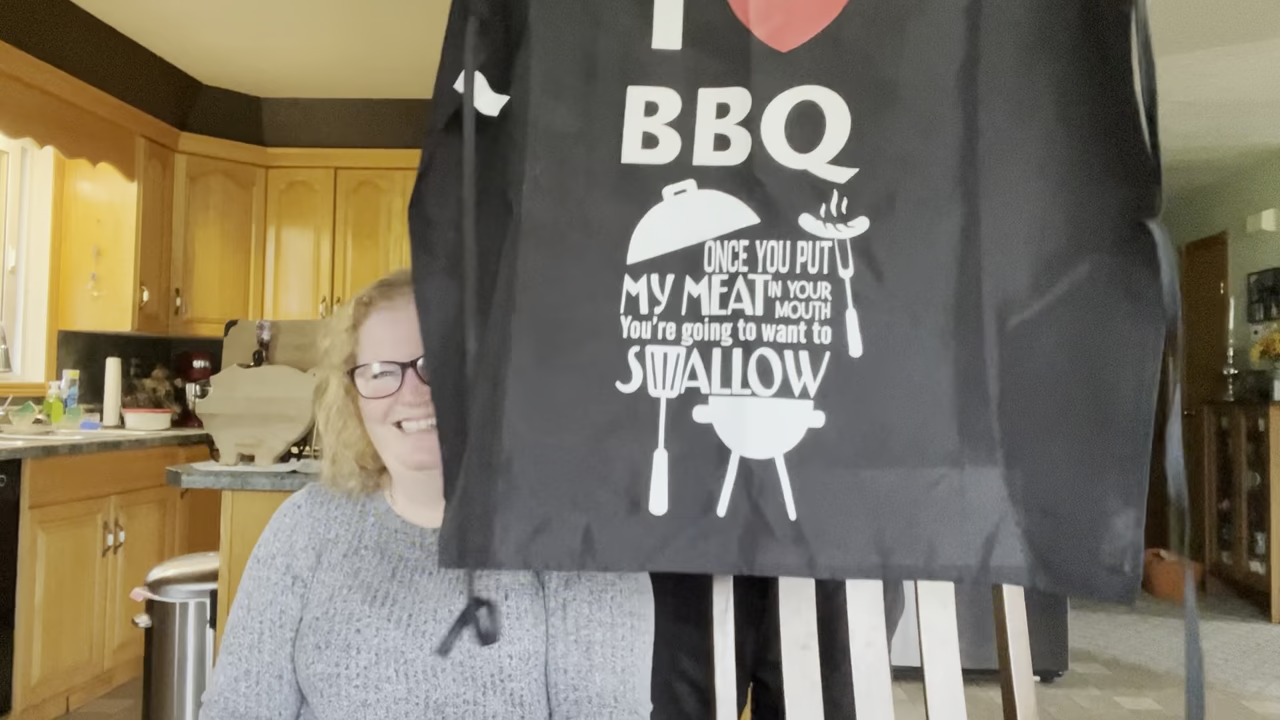 I
BBQ
ONCE YOU PUT
MY MEAT IN YOUR
MOUTH
You're going to want to
SWALLOW